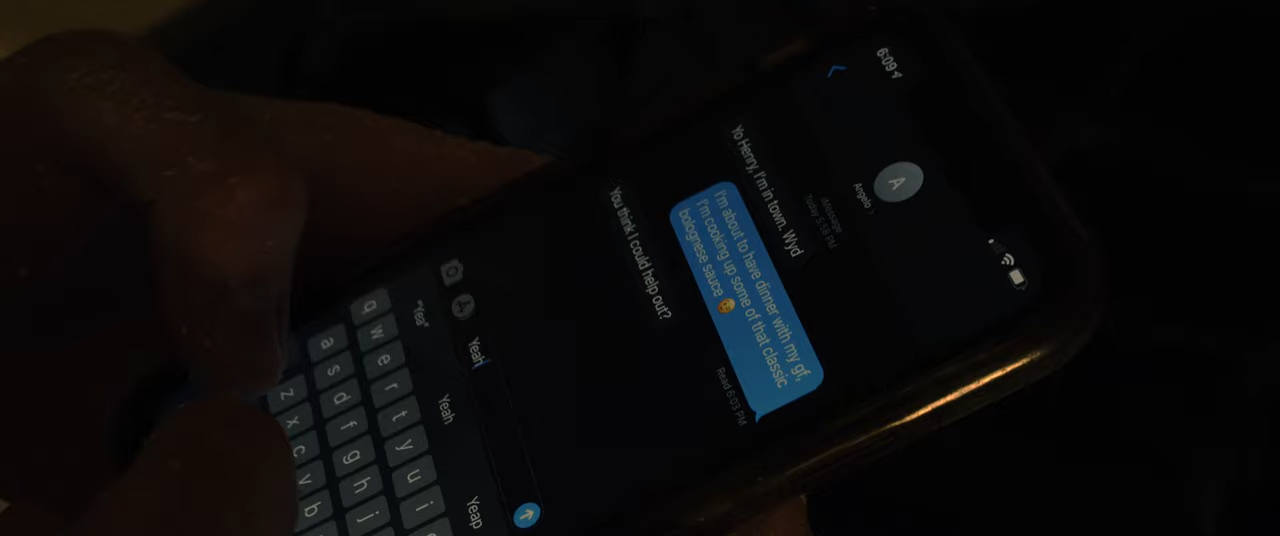 6:09
A
Angelo
iMessage
Today 5:58 PM
Yo Henry, I'm in town. Wyd
I'm about to have dinner with my gf,
I'm cooking up some of that classic
bolognese sauce
Read 6:03 PM
You think I could help out?
Yeah
"Yea" Yeah Yeap
q w e r t y u i
a s d f g h j
z x c v b